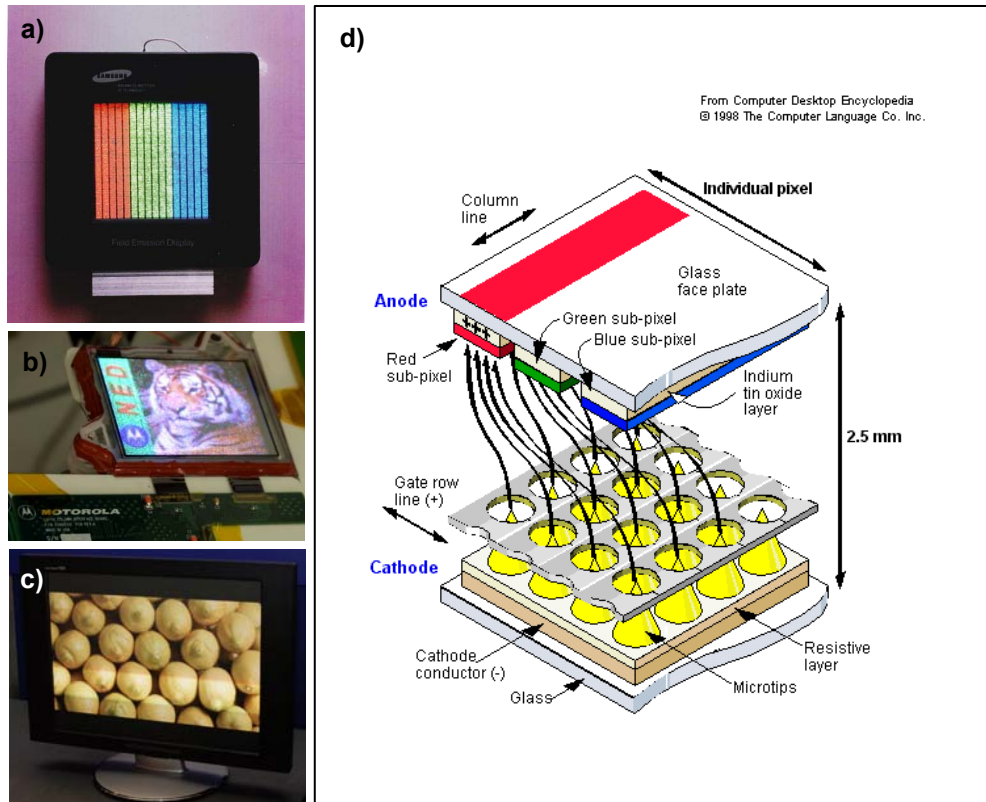 a)
SAMSUNG
Field Emission Display
b)
NED
MOTOROLA
c)
d)
From Computer Desktop Encyclopedia
© 1998 The Computer Language Co. Inc.
Individual pixel
Column
line
Glass
face plate
Anode
Green sub-pixel
Blue sub-pixel
Red
sub-pixel
Indium
tin oxide
layer
2.5 mm
Gate row
line (+)
Cathode
Resistive
layer
Cathode
conductor (-)
Microtips
Glass